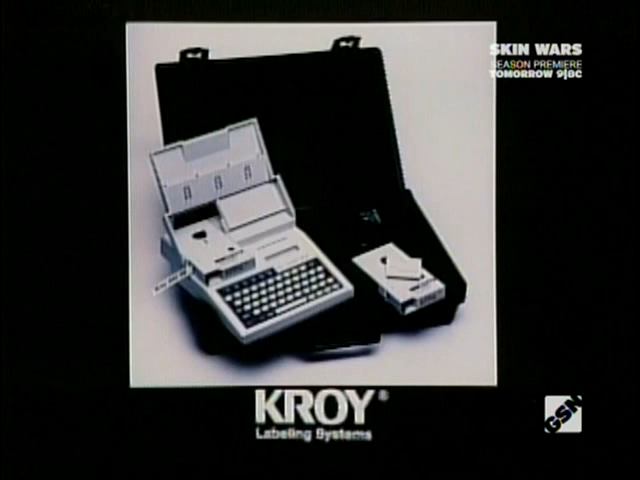 SKIN WARS
SEASON PREMIERE
TOMORROW 9|8C
KROY®
Labeling Systems
GSN